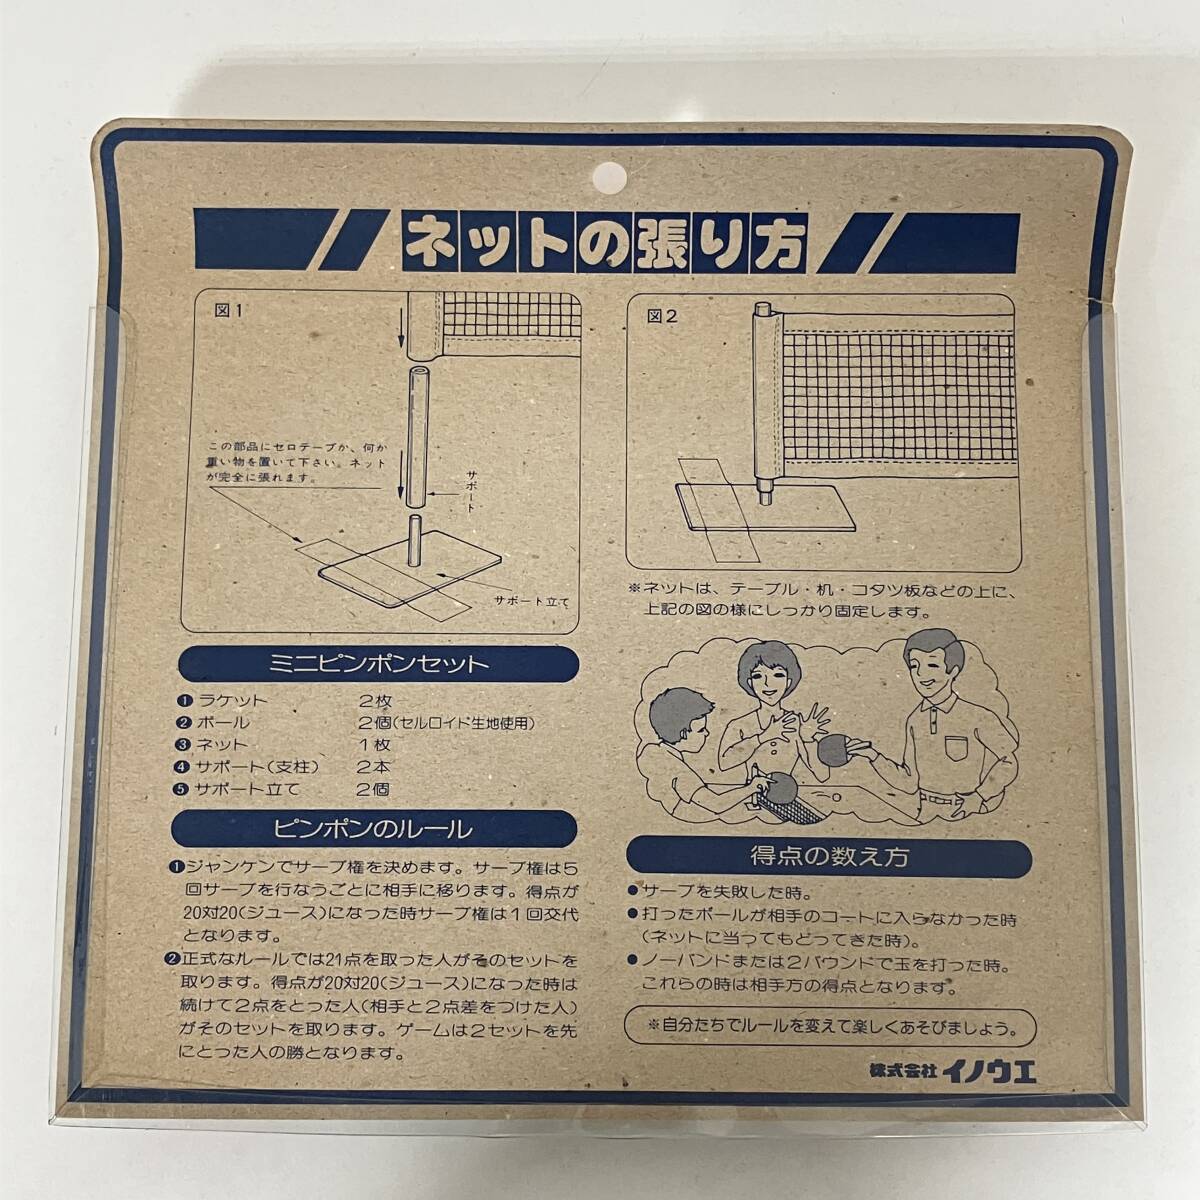 ネットの張り方
図1
この部品にセロテープか、何か
重い物を置いて下さい。ネット
が完全に張れます。
サポート
サポート立て
図2
※ネットは、テーブル・机・コタツ板などの上に、
上記の図の様にしっかり固定します。
ミニピンポンセット
❶ ラケット 2枚
❷ ボール 2個(セルロイド生地使用)
❸ ネット 1枚
❹ サポート(支柱) 2本
❺ サポート立て 2個
ピンポンのルール
❶ジャンケンでサーブ権を決めます。サーブ権は5
回サーブを行なうごとに相手に移ります。得点が
20対20(ジュース)になった時サーブ権は1回交代
となります。
❷正式なルールでは21点を取った人がそのセットを
取ります。得点が20対20(ジュース)になった時は
続けて2点をとった人(相手と2点差をつけた人)
がそのセットを取ります。ゲームは2セットを先
にとった人の勝となります。
得点の数え方
●サーブを失敗した時。
●打ったボールが相手のコートに入らなかった時
(ネットに当ってもどってきた時)。
●ノーバンドまたは2バウンドで玉を打った時。
これらの時は相手方の得点となります。
※自分たちでルールを変えて楽しくあそびましょう。
株式会社イノウエ